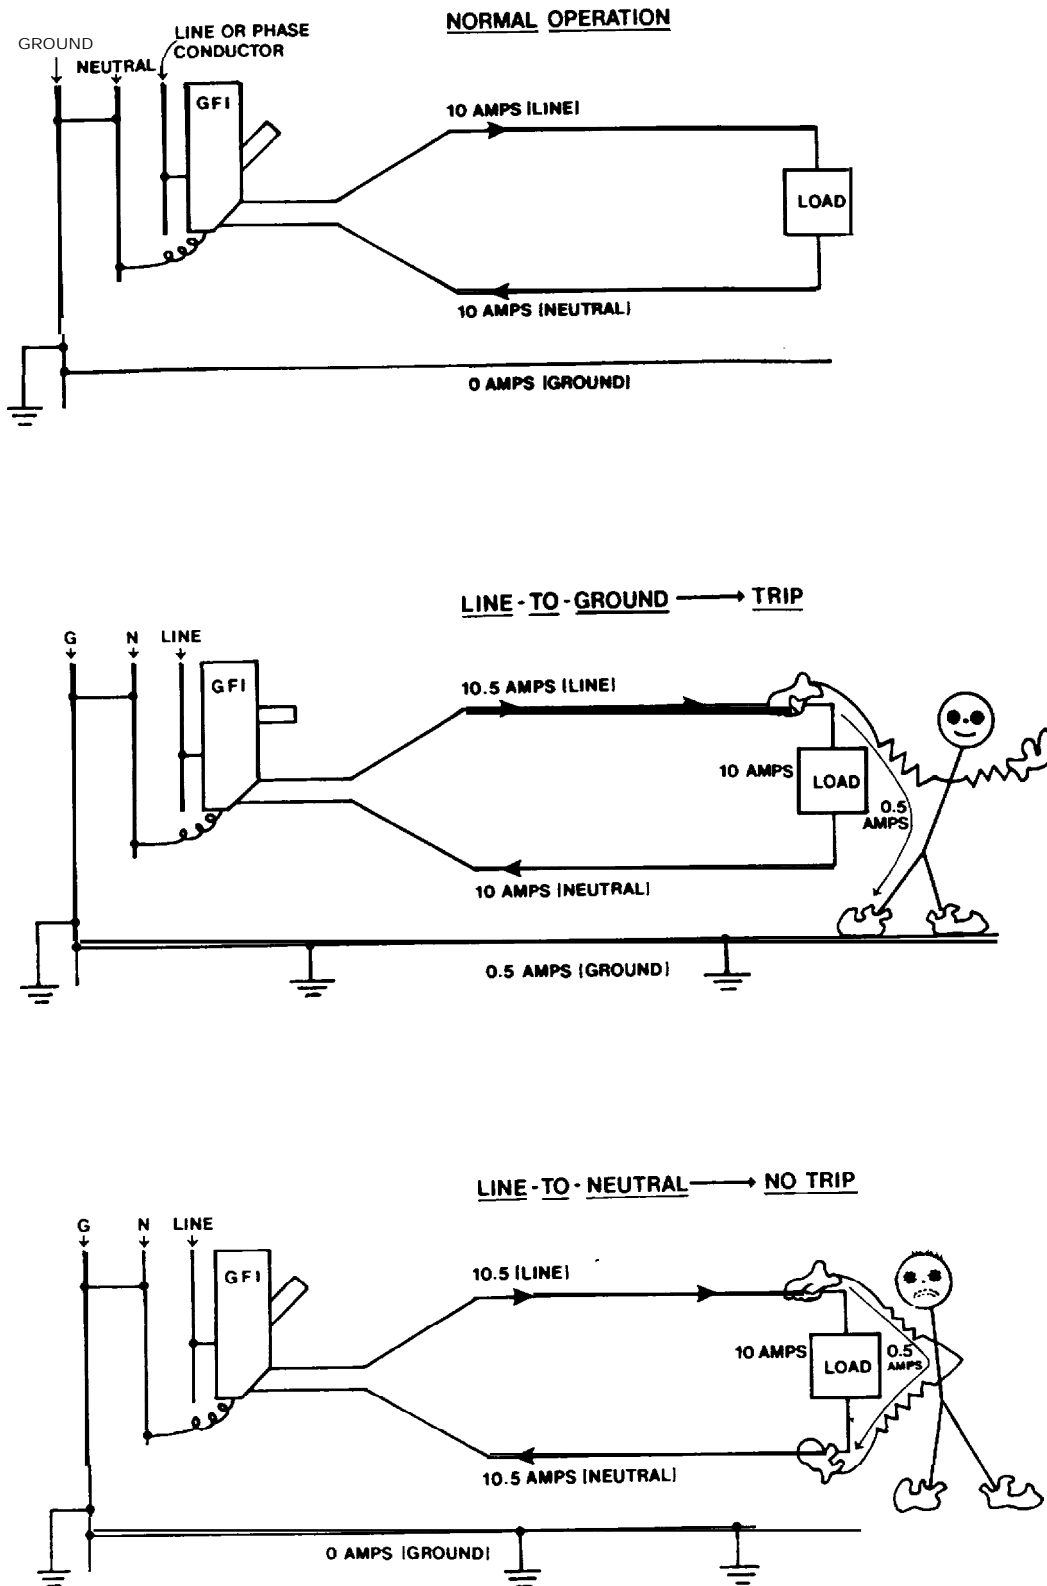 NORMAL OPERATION
GROUND
NEUTRAL
LINE OR PHASE
CONDUCTOR
GFI
10 AMPS (LINE)
LOAD
10 AMPS (NEUTRAL)
0 AMPS (GROUND)
LINE-TO-GROUND → TRIP
G N LINE
GFI
10.5 AMPS (LINE)
10 AMPS
LOAD
0.5
AMPS
10 AMPS (NEUTRAL)
0.5 AMPS (GROUND)
LINE-TO-NEUTRAL → NO TRIP
G N LINE
GFI
10.5 (LINE)
10 AMPS
LOAD
0.5
AMPS
10.5 AMPS (NEUTRAL)
0 AMPS (GROUND)